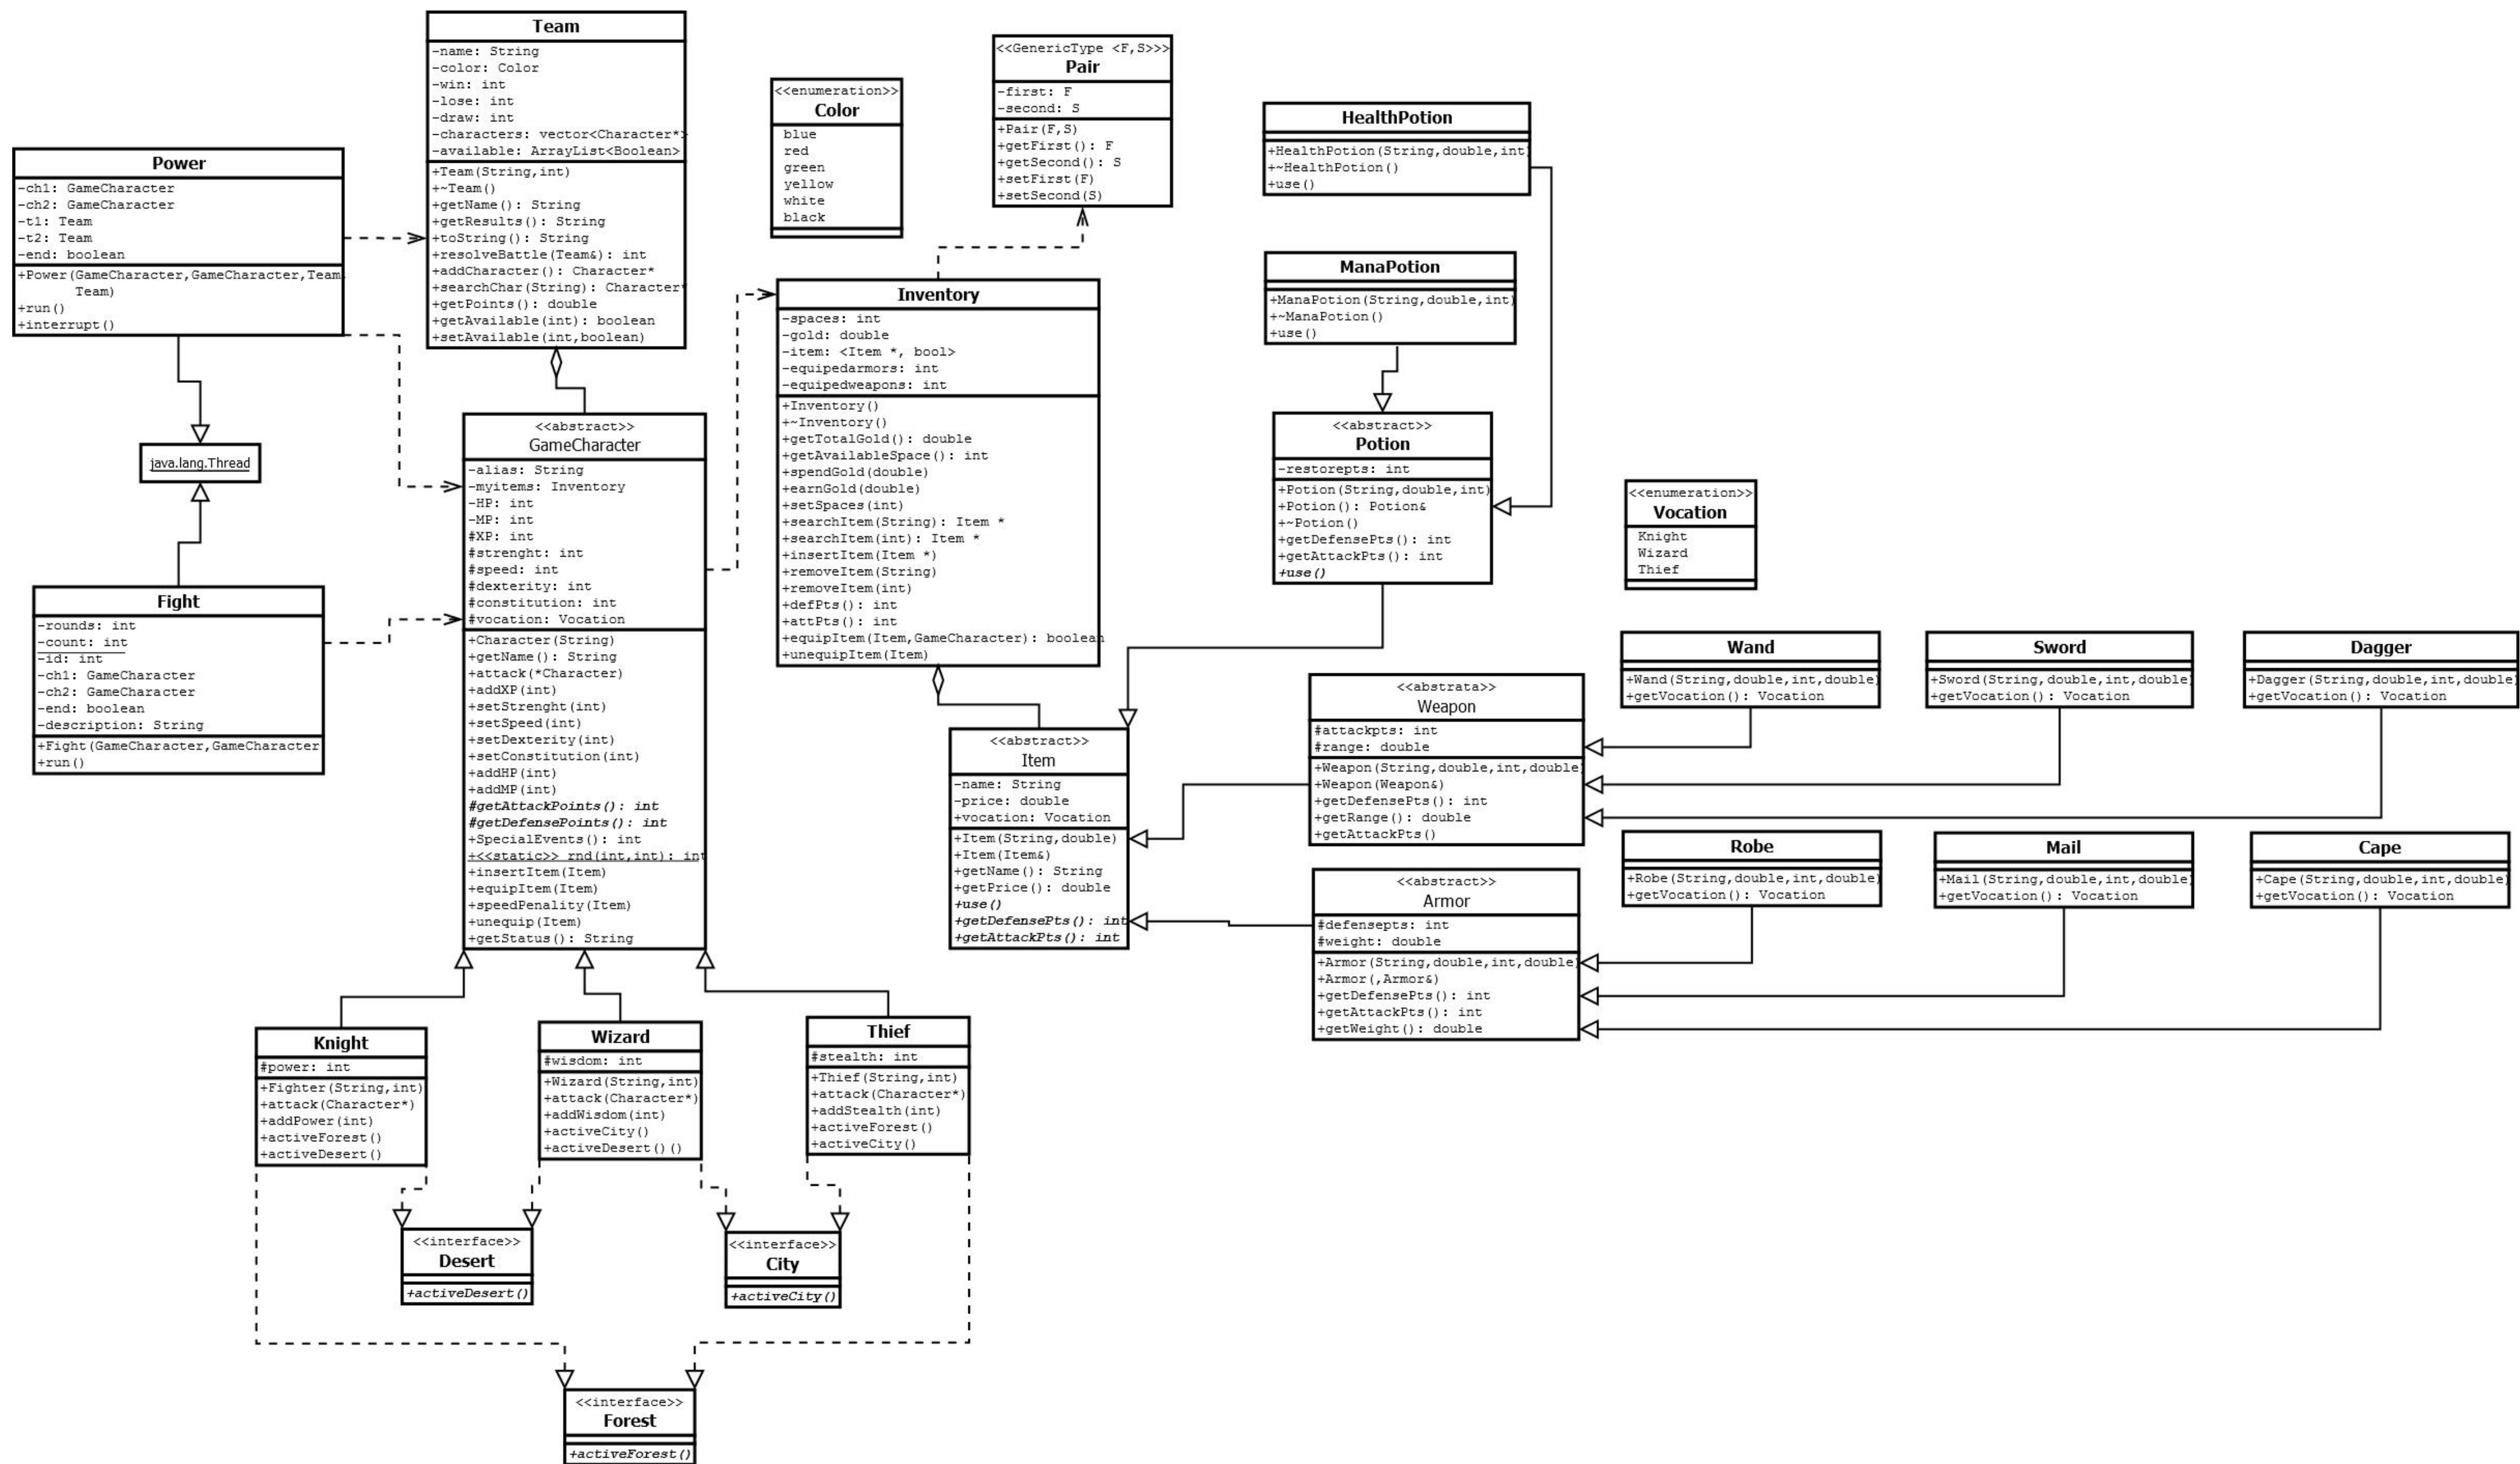 Team
-name: String
-color: Color
-win: int
-lose: int
-draw: int
-characters: vector<Character*>
-available: ArrayList<Boolean>
+Team(String,int)
+~Team()
+getName(): String
+getResults(): String
+toString(): String
+resolveBattle(Team&): int
+addCharacter(): Character*
+searchChar(String): Character*
+getPoints(): double
+getAvailable(int): boolean
+setAvailable(int,boolean)
<<enumeration>>
Color
blue
red
green
yellow
white
black
<<GenericType <F,S>>>
Pair
-first: F
-second: S
+Pair(F,S)
+getFirst(): F
+getSecond(): S
+setFirst(F)
+setSecond(S)
HealthPotion
+HealthPotion(String,double,int)
+~HealthPotion()
+use()
Power
-ch1: GameCharacter
-ch2: GameCharacter
-t1: Team
-t2: Team
-end: boolean
+Power(GameCharacter,GameCharacter,Team,
Team)
+run()
+interrupt()
ManaPotion
+ManaPotion(String,double,int)
+~ManaPotion()
+use()
Inventory
-spaces: int
-gold: double
-item: <Item *, bool>
-equipedarmors: int
-equipedweapons: int
+Inventory()
+~Inventory()
+getTotalGold(): double
+getAvailableSpace(): int
+spendGold(double)
+earnGold(double)
+setSpaces(int)
+searchItem(String): Item *
+searchItem(int): Item *
+insertItem(Item *)
+removeItem(String)
+removeItem(int)
+defPts(): int
+attPts(): int
+equipItem(Item,GameCharacter): boolean
+unequipItem(Item)
java.lang.Thread
<<abstract>>
GameCharacter
-alias: String
-myitems: Inventory
-HP: int
-MP: int
#XP: int
#strenght: int
#speed: int
#dexterity: int
#constitution: int
#vocation: Vocation
+Character(String)
+getName(): String
+attack(*Character)
+addXP(int)
+setStrenght(int)
+setSpeed(int)
+setDexterity(int)
+setConstitution(int)
+addHP(int)
+addMP(int)
#getAttackPoints(): int
#getDefensePoints(): int
+SpecialEvents(): int
+<<static>> rnd(int,int): int
+insertItem(Item)
+equipItem(Item)
+speedPenality(Item)
+unequip(Item)
+getStatus(): String
<<abstract>>
Potion
-restorepts: int
+Potion(String,double,int)
+Potion(): Potion&
+~Potion()
+getDefensePts(): int
+getAttackPts(): int
+use()
<<enumeration>>
Vocation
Knight
Wizard
Thief
Fight
-rounds: int
-count: int
-id: int
-ch1: GameCharacter
-ch2: GameCharacter
-end: boolean
-description: String
+Fight(GameCharacter,GameCharacter
+run()
Wand
+Wand(String,double,int,double)
+getVocation(): Vocation
Sword
+Sword(String,double,int,double)
+getVocation(): Vocation
Dagger
+Dagger(String,double,int,double)
+getVocation(): Vocation
<<abstrata>>
Weapon
#attackpts: int
#range: double
+Weapon(String,double,int,double)
+Weapon(Weapon&)
+getDefensePts(): int
+getRange(): double
+getAttackPts()
<<abstract>>
Item
-name: String
-price: double
+vocation: Vocation
+Item(String,double)
+Item(Item&)
+getName(): String
+getPrice(): double
+use()
+getDefensePts(): int
+getAttackPts(): int
Robe
+Robe(String,double,int,double)
+getVocation(): Vocation
Mail
+Mail(String,double,int,double)
+getVocation(): Vocation
Cape
+Cape(String,double,int,double)
+getVocation(): Vocation
<<abstract>>
Armor
#defensepts: int
#weight: double
+Armor(String,double,int,double)
+Armor(,Armor&)
+getDefensePts(): int
+getAttackPts(): int
+getWeight(): double
Knight
#power: int
+Fighter(String,int)
+attack(Character*)
+addPower(int)
+activeForest()
+activeDesert()
Wizard
#wisdom: int
+Wizard(String,int)
+attack(Character*)
+addWisdom(int)
+activeCity()
+activeDesert()()
Thief
#stealth: int
+Thief(String,int)
+attack(Character*)
+addStealth(int)
+activeForest()
+activeCity()
<<interface>>
Desert
+activeDesert()
<<interface>>
City
+activeCity()
<<interface>>
Forest
+activeForest()